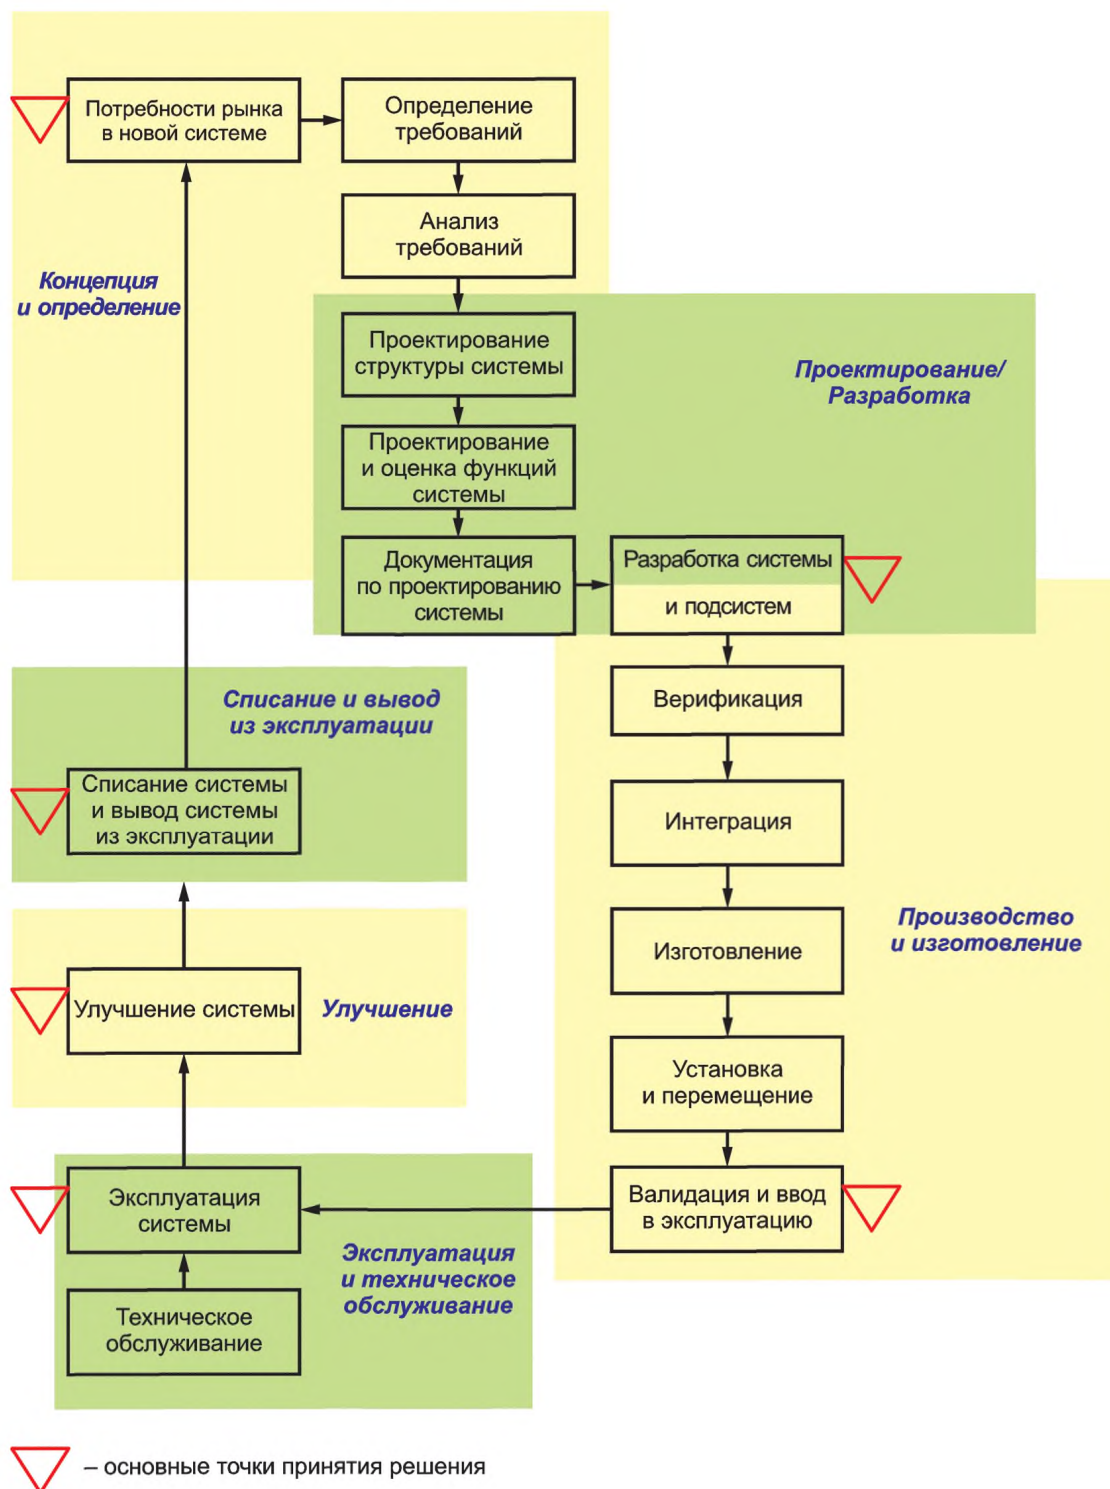 Потребности рынка
в новой системе
Определение
требований
Анализ
требований
Концепция
и определение
Проектирование
структуры системы
Проектирование/
Разработка
Проектирование
и оценка функций
системы
Документация
по проектированию
системы
Разработка системы
и подсистем
Верификация
Интеграция
Изготовление
Производство
и изготовление
Установка
и перемещение
Валидация и ввод
в эксплуатацию
Списание и вывод
из эксплуатации
Списание системы
и вывод системы
из эксплуатации
Улучшение системы
Улучшение
Эксплуатация
системы
Эксплуатация
и техническое
обслуживание
Техническое
обслуживание
– основные точки принятия решения